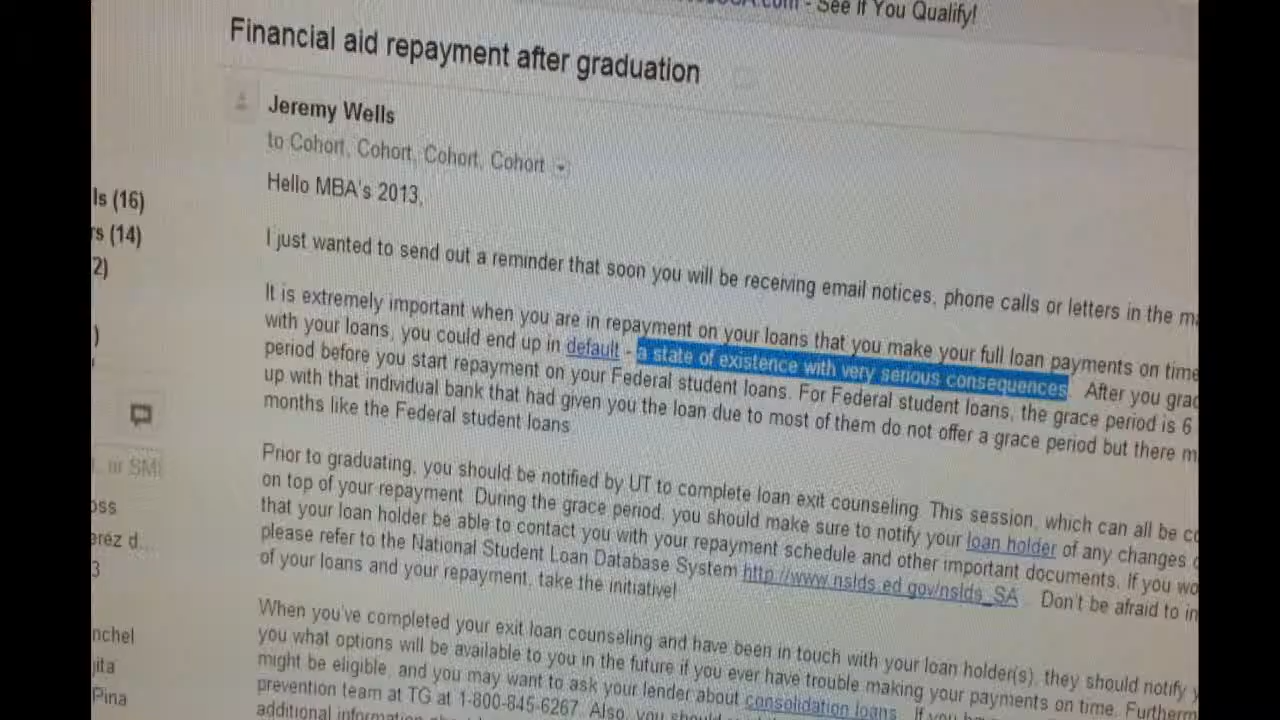 - See If You Qualify!
Financial aid repayment after graduation
Jeremy Wells
to Cohort, Cohort, Cohort, Cohort
Hello MBA's 2013,
ls (16)
rs (14)
2)
)
I just wanted to send out a reminder that soon you will be receiving email notices, phone calls or letters in the
It is extremely important when you are in repayment on your loans that you make your full loan payments on time
with your loans, you could end up in default - a state of existence with very serious consequences. After you
period before you start repayment on your Federal student loans. For Federal student loans, the grace period is 6
up with that individual bank that had given you the loan due to most of them do not offer a grace period but there
months like the Federal student loans
Prior to graduating, you should be notified by UT to complete loan exit counseling. This session, which can all be
on top of your repayment. During the grace period, you should make sure to notify your loan holder of any changes
that your loan holder be able to contact you with your repayment schedule and other important documents. If you
please refer to the National Student Loan Database System http://www.nslds.ed.gov/nslds_SA. Don't be afraid to
of your loans and your repayment, take the initiative!
When you've completed your exit loan counseling and have been in touch with your loan holder(s), they should notify
you what options will be available to you in the future if you ever have trouble making your payments on time.
might be eligible, and you may want to ask your lender about consolidation loans. If
prevention team at TG at 1-800-845-6267. Also, you should
additional information
or SM
oss
erez d...
3
nchel
jita
Pina